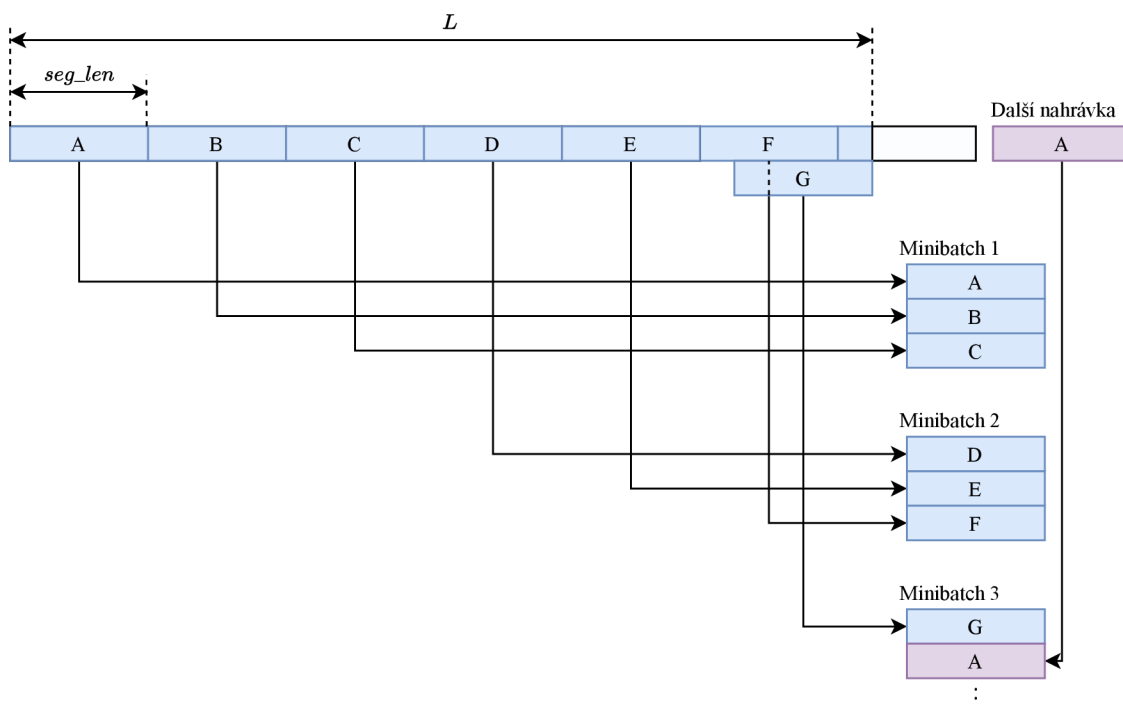 L
seg_len
Další nahrávka
A B C D E F A
G
Minibatch 1
A
B
C
Minibatch 2
D
E
F
Minibatch 3
G
A
: